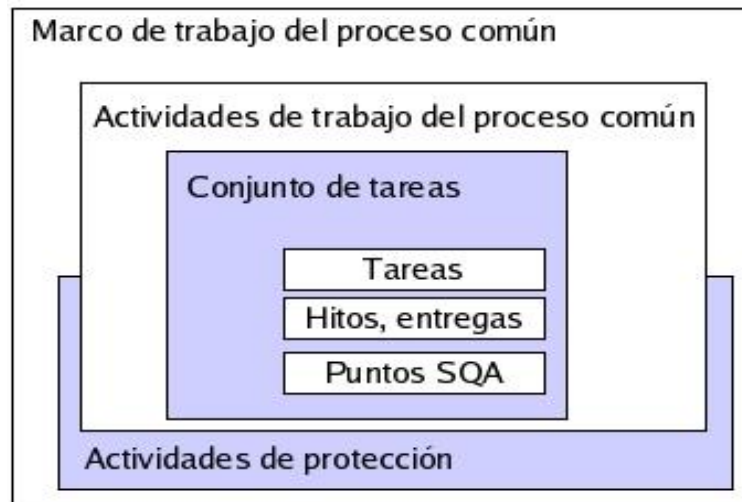 Marco de trabajo del proceso común
Actividades de trabajo del proceso común
Conjunto de tareas
Tareas
Hitos, entregas
Puntos SQA
Actividades de protección